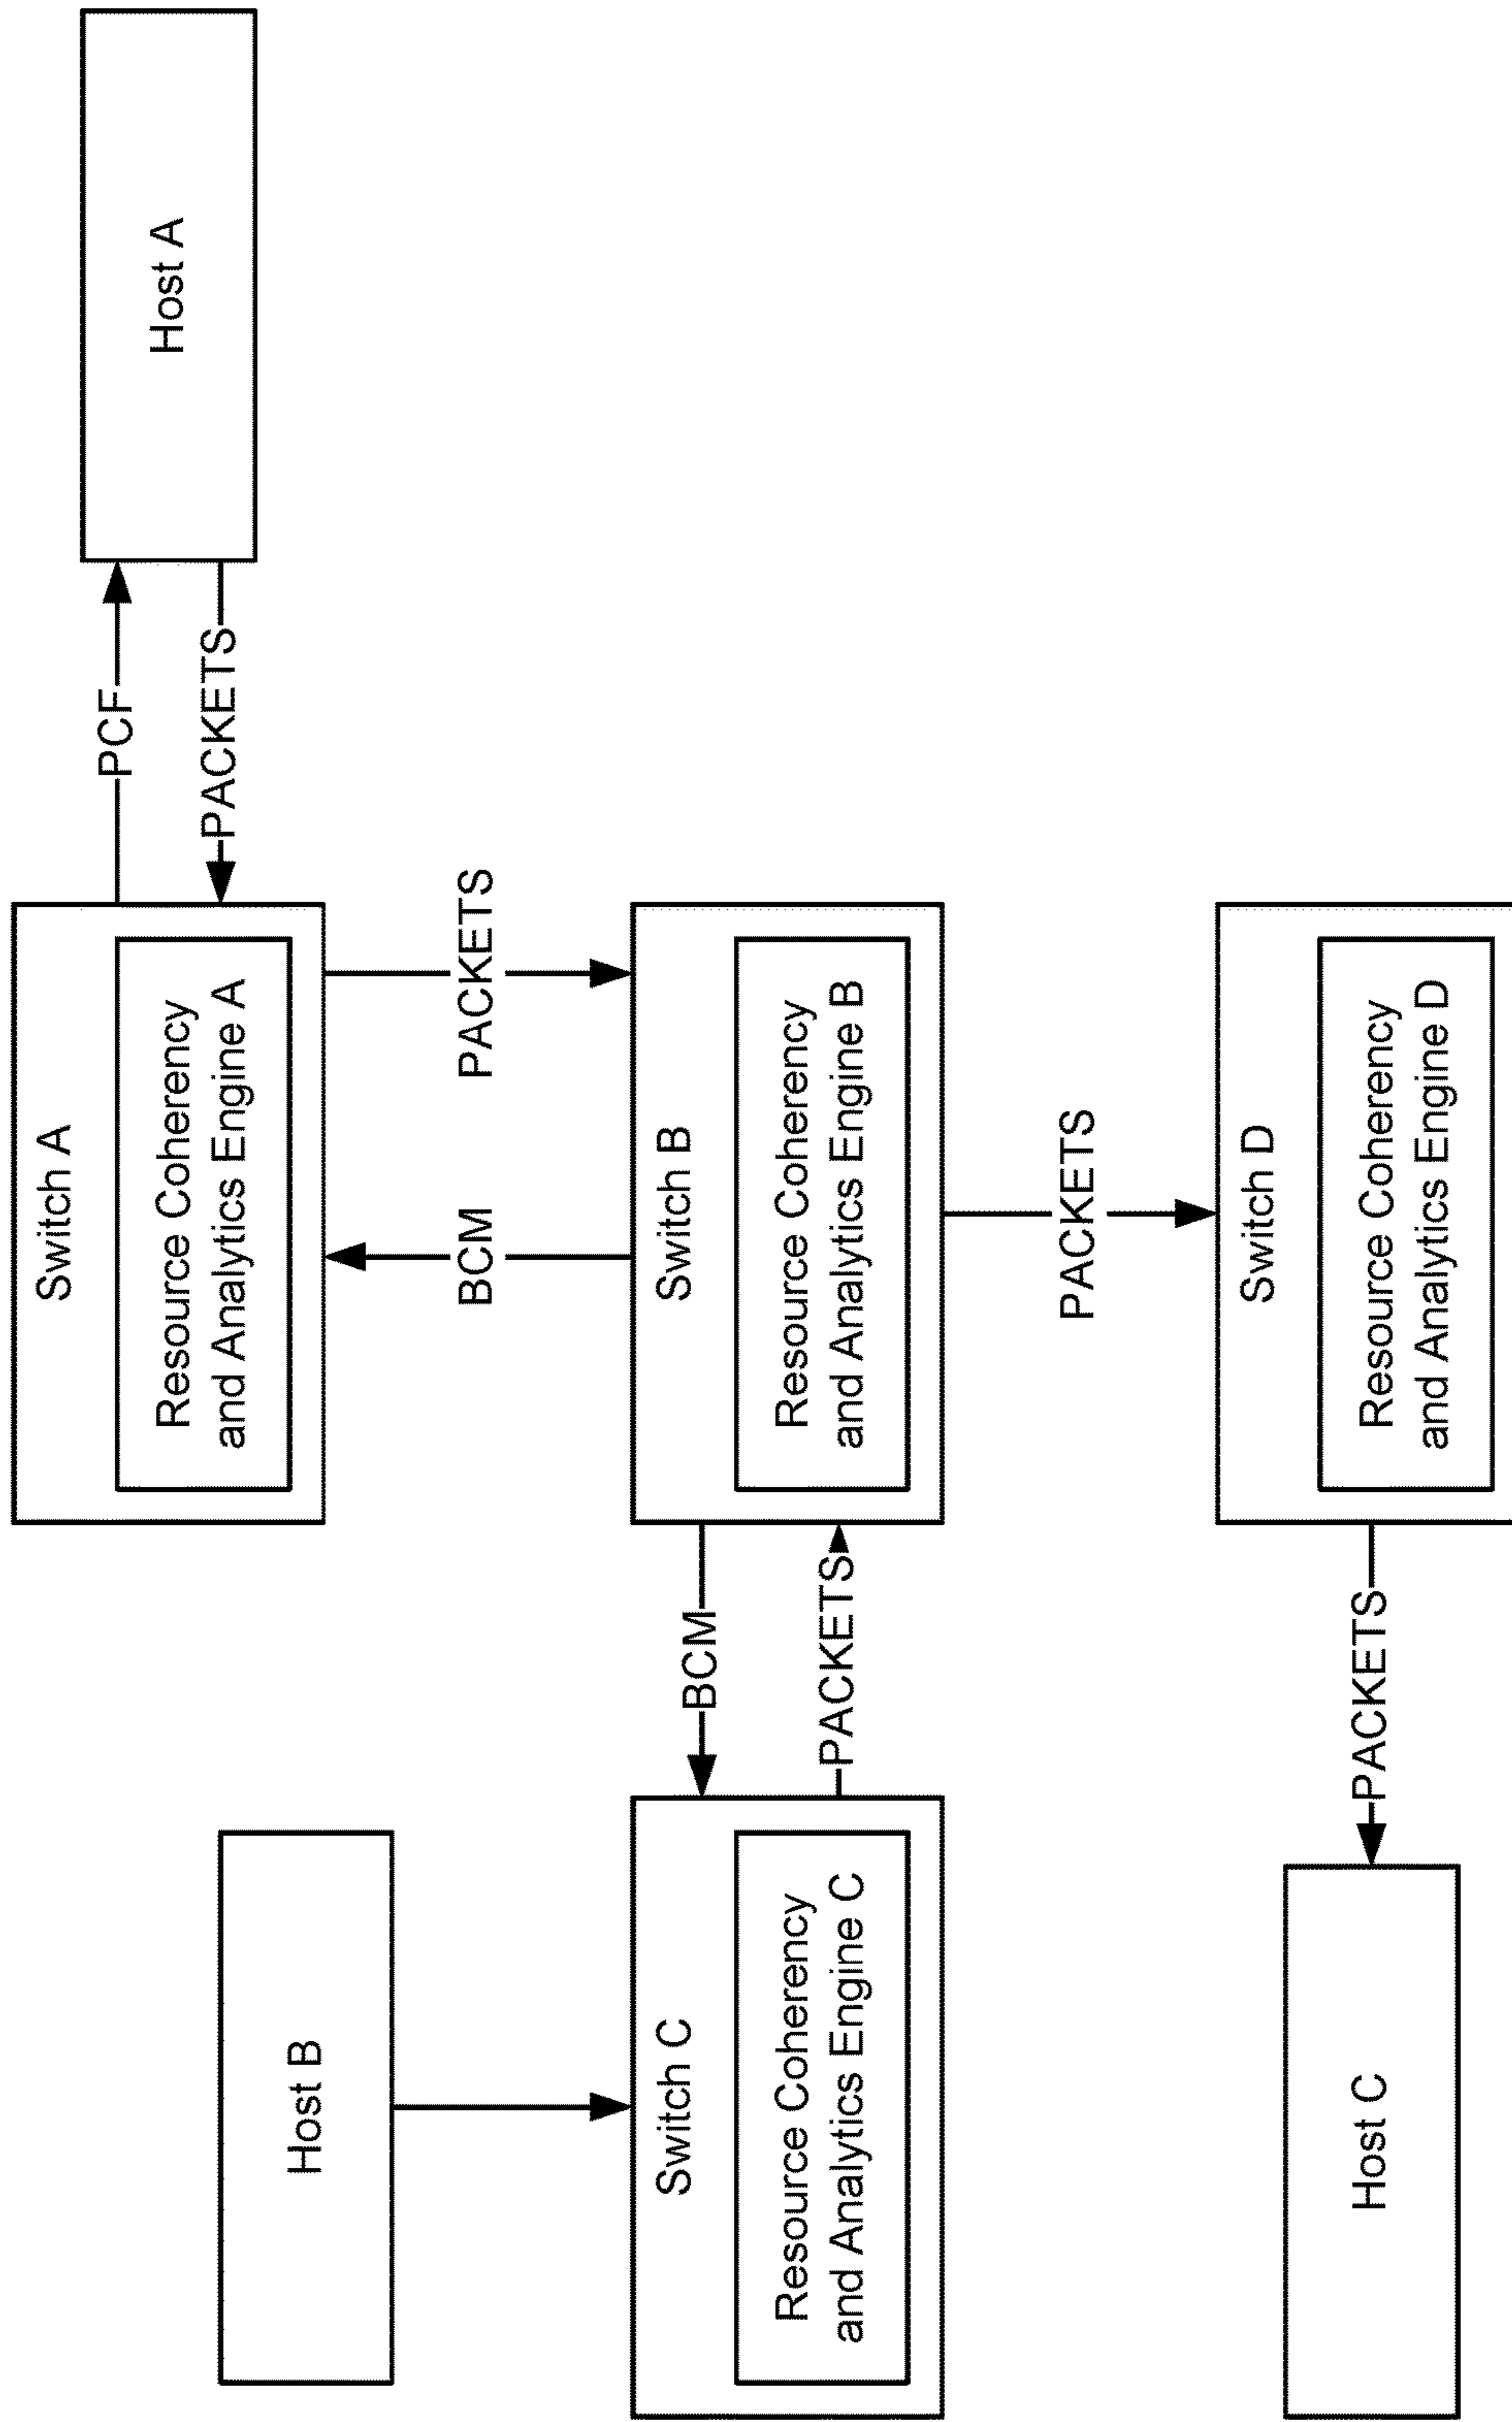 Switch A
Resource Coherency
and Analytics Engine A
PCF
PACKETS
Host A
Host B
BCM
PACKETS
Switch C
Resource Coherency
and Analytics Engine C
BCM
PACKETS
Switch B
Resource Coherency
and Analytics Engine B
PACKETS
Host C
PACKETS
Switch D
Resource Coherency
and Analytics Engine D